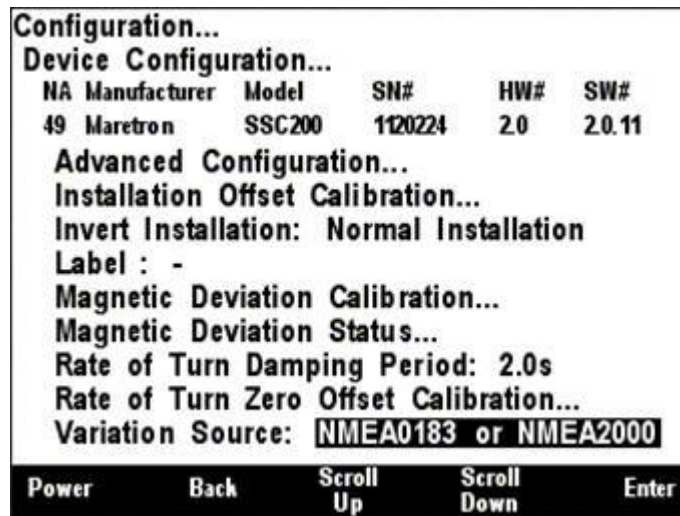 Configuration...
Device Configuration...
NA Manufacturer Model SN# HW# SW#
49 Maretron SSC200 1120224 2.0 2.0.11
Advanced Configuration...
Installation Offset Calibration...
Invert Installation: Normal Installation
Label : -
Magnetic Deviation Calibration...
Magnetic Deviation Status...
Rate of Turn Damping Period: 2.0s
Rate of Turn Zero Offset Calibration...
Variation Source: NMEA0183 or NMEA2000
Power Back Scroll Up Scroll Down Enter